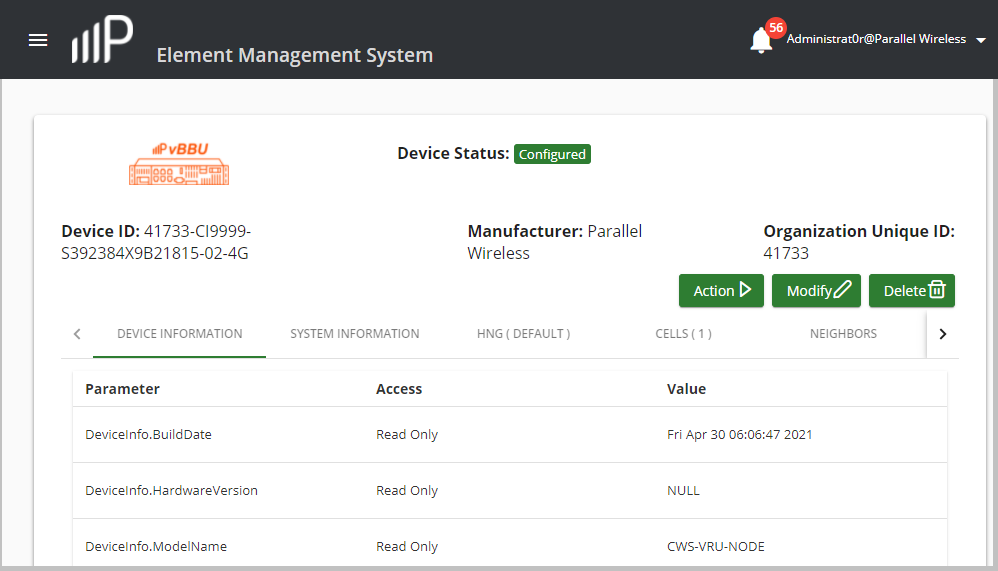 56
Administrat0r@Parallel Wireless
Element Management System
vBBU
Device Status: Configured
Device ID: 41733-CI9999-
S392384X9B21815-02-4G
Manufacturer: Parallel
Wireless
Organization Unique ID:
41733
Action
Modify
Delete
DEVICE INFORMATION SYSTEM INFORMATION HNG ( DEFAULT ) CELLS ( 1 ) NEIGHBORS
Parameter Access Value
DeviceInfo.BuildDate Read Only Fri Apr 30 06:06:47 2021
DeviceInfo.HardwareVersion Read Only NULL
DeviceInfo.ModelName Read Only CWS-VRU-NODE